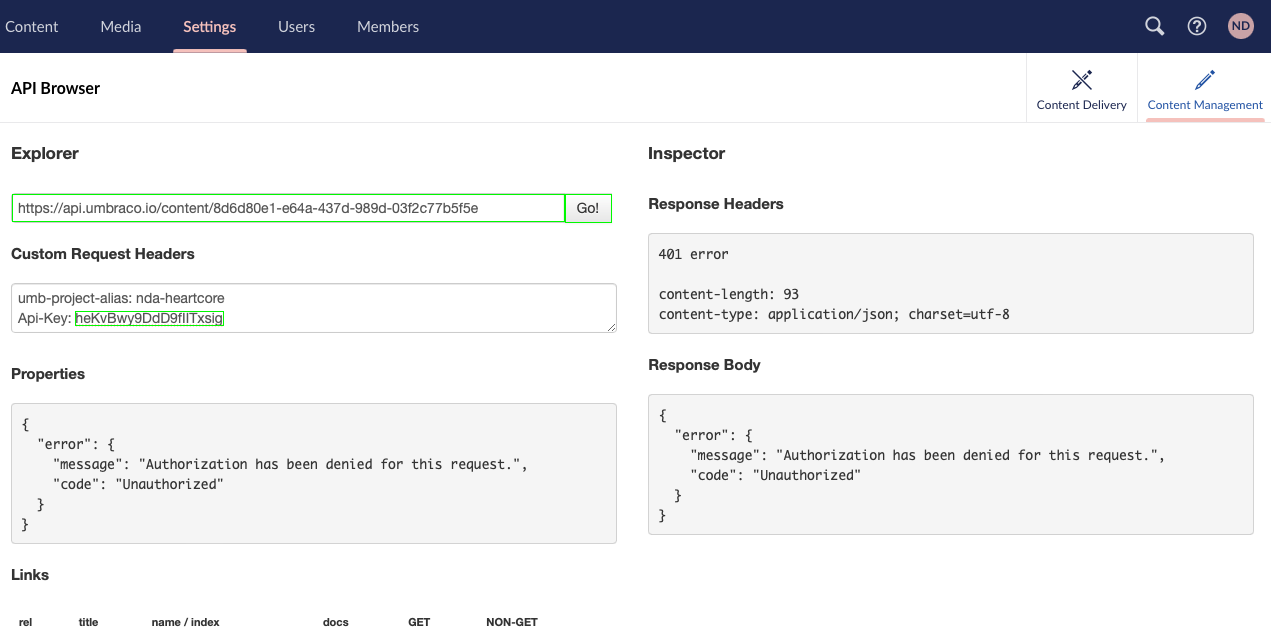 Content Media Settings Users Members ND
API Browser
Content Delivery Content Management
Explorer
https://api.umbraco.io/content/8d6d80e1-e64a-437d-989d-03f2c77b5f5e Go!
Custom Request Headers
umb-project-alias: nda-heartcore
Api-Key: heKvBwy9DdD9fIITxsig
Properties
{
"error": {
"message": "Authorization has been denied for this request.",
"code": "Unauthorized"
}
}
Links
rel title name / index docs GET NON-GET
Inspector
Response Headers
401 error
content-length: 93
content-type: application/json; charset=utf-8
Response Body
{
"error": {
"message": "Authorization has been denied for this request.",
"code": "Unauthorized"
}
}